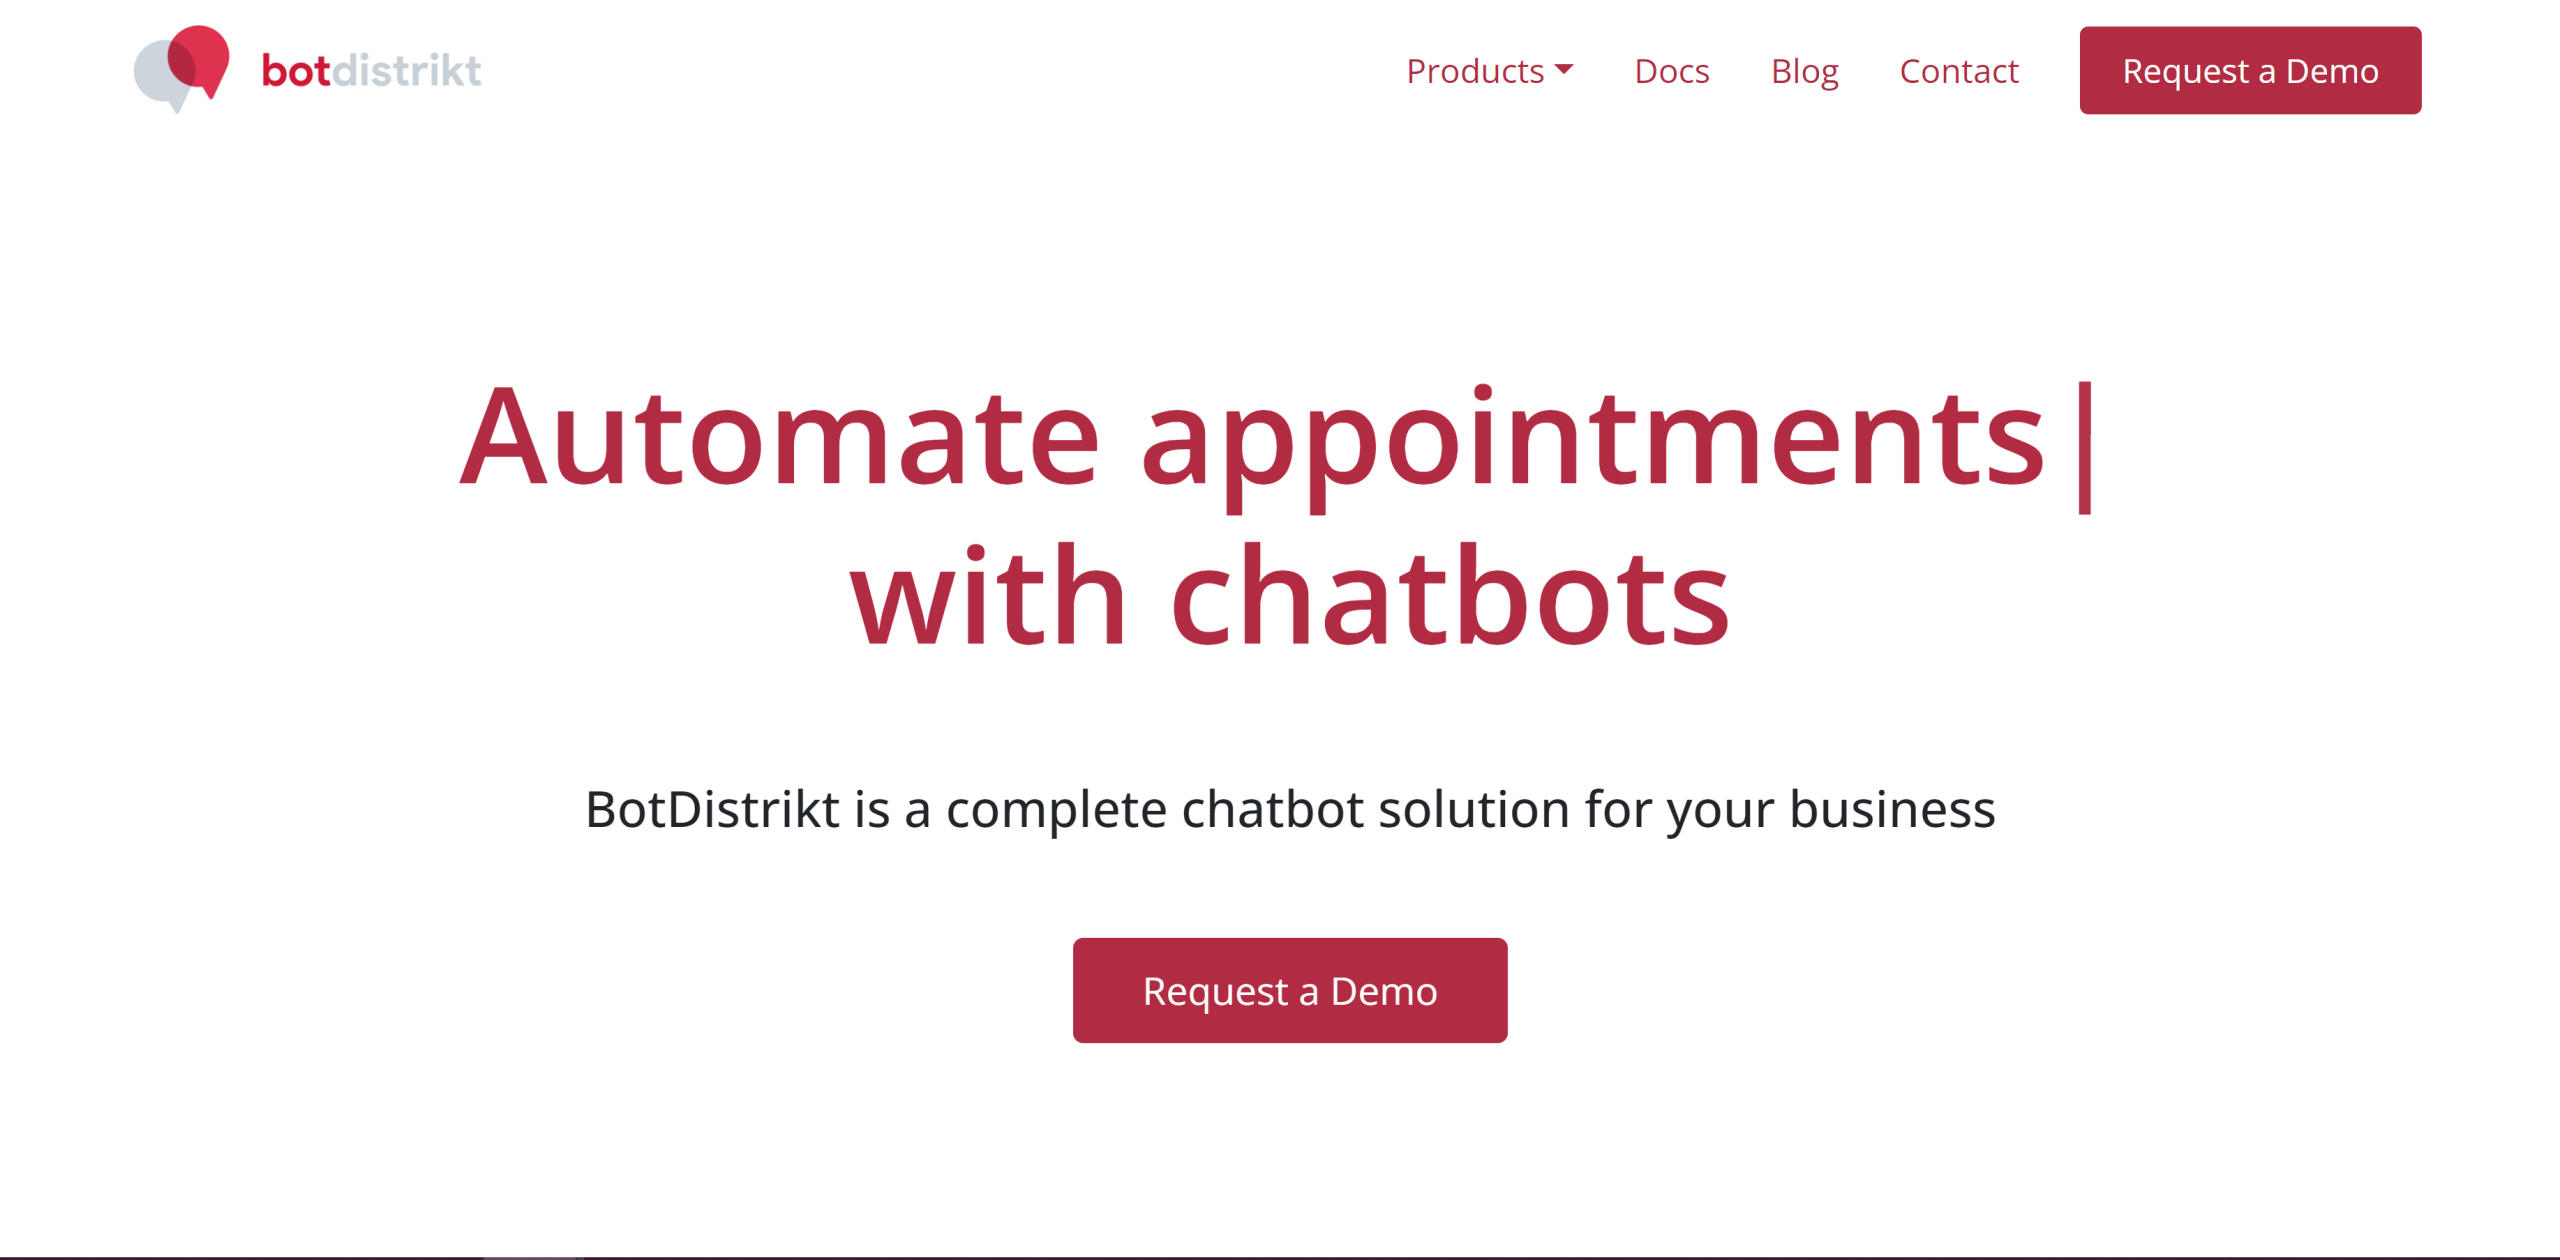 botdistrikt
Products Docs Blog Contact Request a Demo
Automate appointments|
with chatbots
BotDistrikt is a complete chatbot solution for your business
Request a Demo